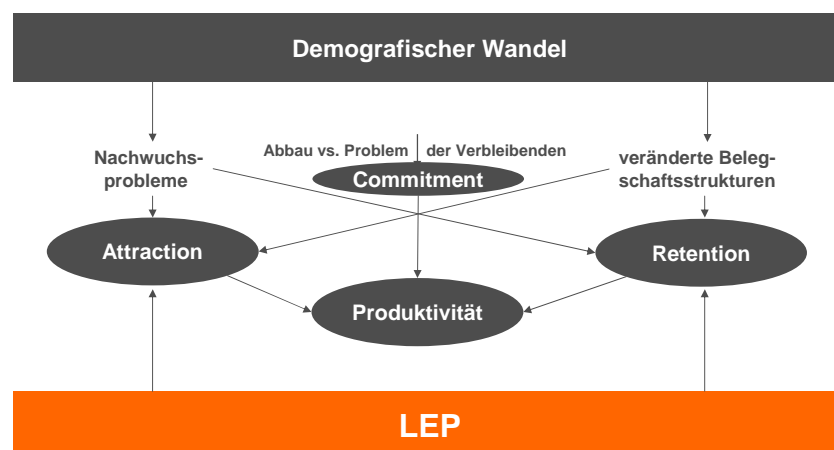 Demografischer Wandel
Abbau vs. Problem der Verbleibenden
Nachwuchs-
probleme
Commitment
veränderte Beleg-
schaftsstrukturen
Attraction
Retention
Produktivität
LEP